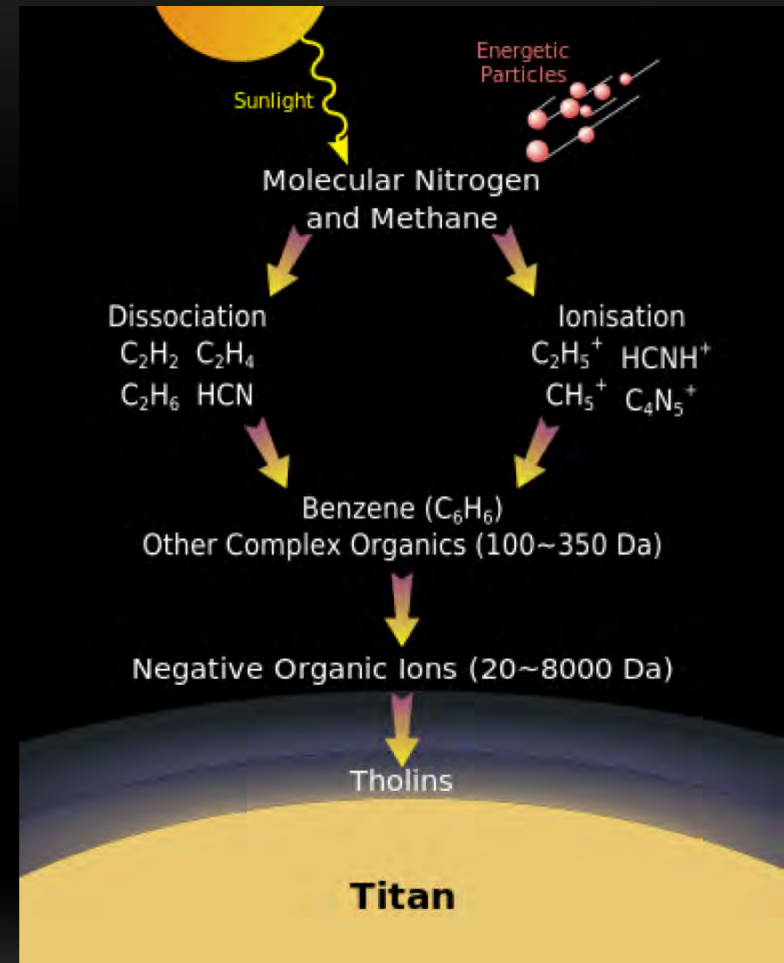 Energetic
Particles
Sunlight
Molecular Nitrogen
and Methane
Dissociation
C₂H₂ C₂H₄
C₂H₆ HCN
Ionisation
C₂H₅⁺ HCNH⁺
CH₅⁺ C₄N₅⁺
Benzene (C₆H₆)
Other Complex Organics (100~350 Da)
Negative Organic Ions (20~8000 Da)
Tholins
Titan